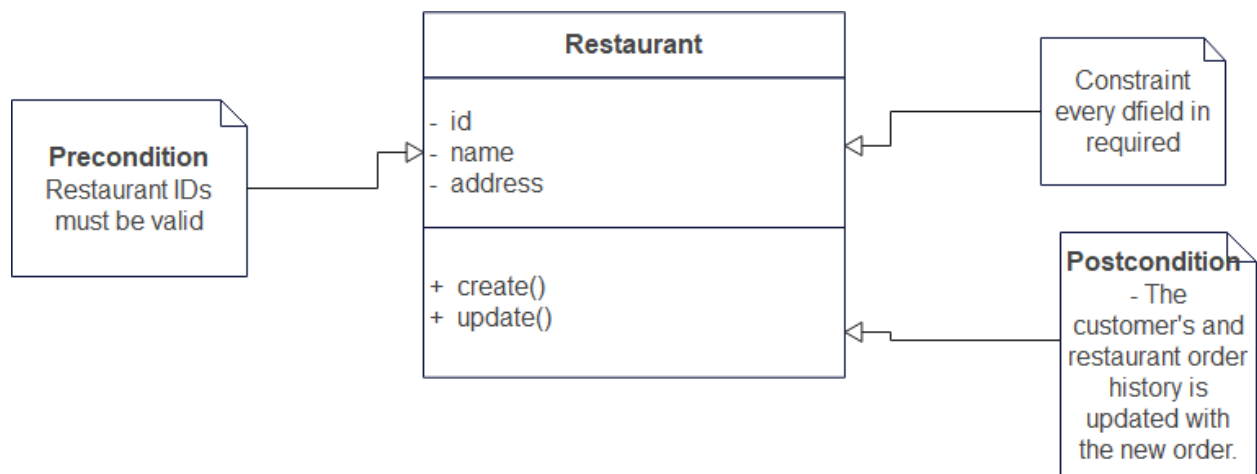 Restaurant
- id
- name
- address
+ create()
+ update()
Precondition
Restaurant IDs
must be valid
Constraint
every dfield in
required
Postcondition
- The
customer's and
restaurant order
history is
updated with
the new order.